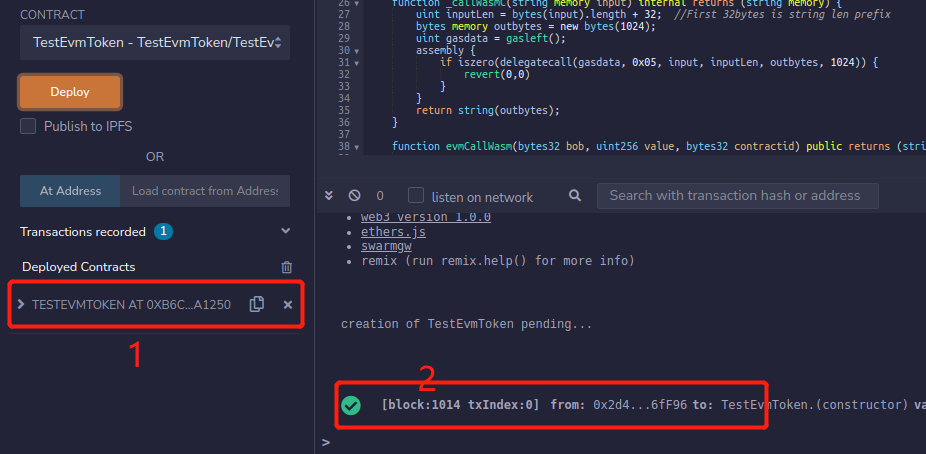 CONTRACT
TestEvmToken - TestEvmToken/TestEv
Deploy
Publish to IPFS
OR
At Address
Load contract from Address
Transactions recorded 1
Deployed Contracts
TESTEVMTOKEN AT 0XB6C...A1250
1
26 function _callWasmC(string memory input) internal returns (string memory) {
27 uint inputLen = bytes(input).length + 32; //First 32bytes is string len prefix
28 bytes memory outbytes = new bytes(1024);
29 uint gasdata = gasleft();
30 assembly {
31 if iszero(delegatecall(gasdata, 0x05, input, inputLen, outbytes, 1024)) {
32 revert(0,0)
33 }
34 }
35 return string(outbytes);
36 }
37
38 function evmCallWasm(bytes32 bob, uint256 value, bytes32 contractid) public returns (stri
0
listen on network
Search with transaction hash or address
• web3 version 1.0.0
• ethers.js
• swarmgw
• remix (run remix.help() for more info)
creation of TestEvmToken pending...
2
[block:1014 txIndex:0] from: 0x2d4...6fF96 to: TestEvmToken.(constructor) va
>